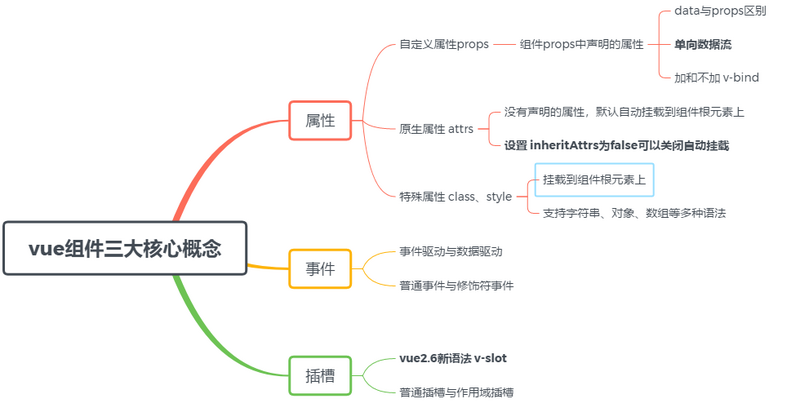 vue组件三大核心概念
属性
自定义属性props
组件props中声明的属性
data与props区别
单向数据流
加和不加 v-bind
原生属性 attrs
没有声明的属性，默认自动挂载到组件根元素上
设置 inheritAttrs为false可以关闭自动挂载
特殊属性 class、style
挂载到组件根元素上
支持字符串、对象、数组等多种语法
事件
事件驱动与数据驱动
普通事件与修饰符事件
插槽
vue2.6新语法 v-slot
普通插槽与作用域插槽